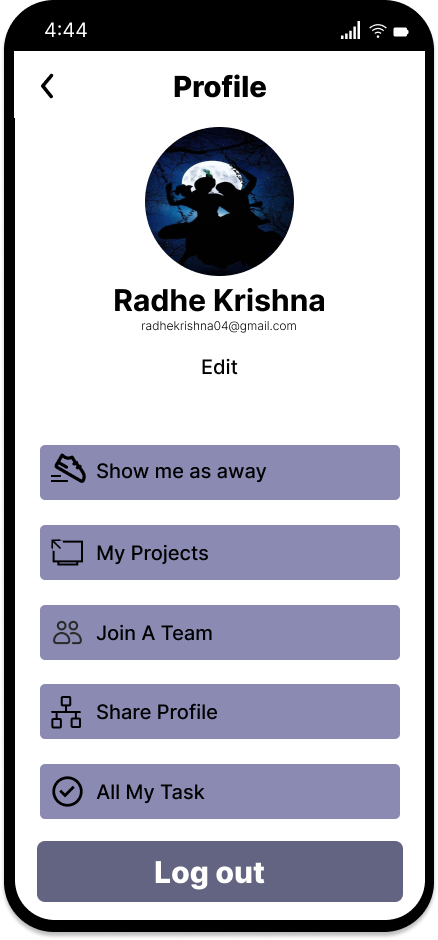 4:44
Profile
Radhe Krishna
radhekrishna04@gmail.com
Edit
Show me as away
My Projects
Join A Team
Share Profile
All My Task
Log out